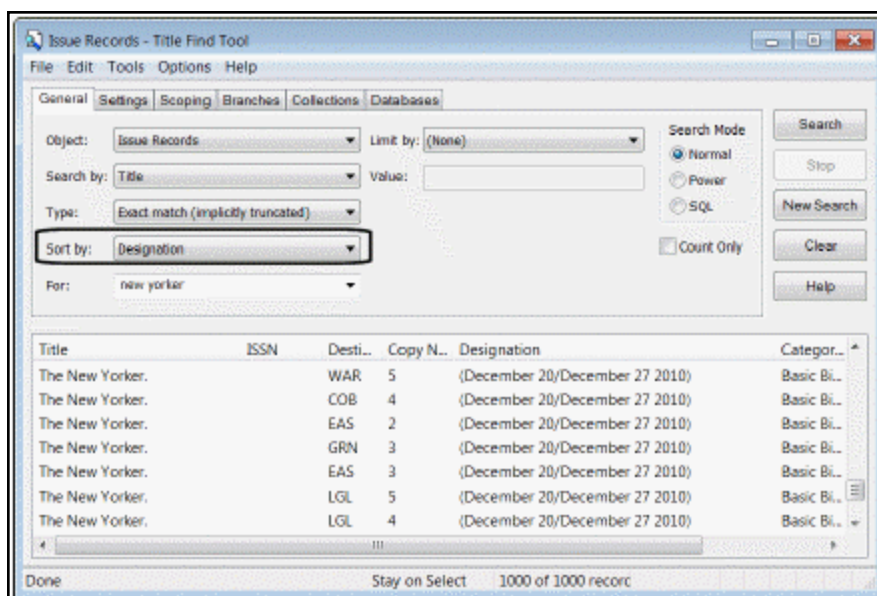 Issue Records - Title Find Tool
File Edit Tools Options Help
General Settings Scoping Branches Collections Databases
Object: Issue Records Limit by: (None) Search Mode Search
Normal
Search by: Title Value: Power Stop
Type: Exact match (implicitly truncated) SQL New Search
Sort by: Designation Count Only Clear
For: new yorker Help
Title ISSN Desti... Copy N... Designation Categor...
The New Yorker. WAR 5 (December 20/December 27 2010) Basic Bi...
The New Yorker. COB 4 (December 20/December 27 2010) Basic Bi...
The New Yorker. EAS 2 (December 20/December 27 2010) Basic Bi...
The New Yorker. GRN 3 (December 20/December 27 2010) Basic Bi...
The New Yorker. EAS 3 (December 20/December 27 2010) Basic Bi...
The New Yorker. LGL 5 (December 20/December 27 2010) Basic Bi...
The New Yorker. LGL 4 (December 20/December 27 2010) Basic Bi...
Done Stay on Select 1000 of 1000 recorc